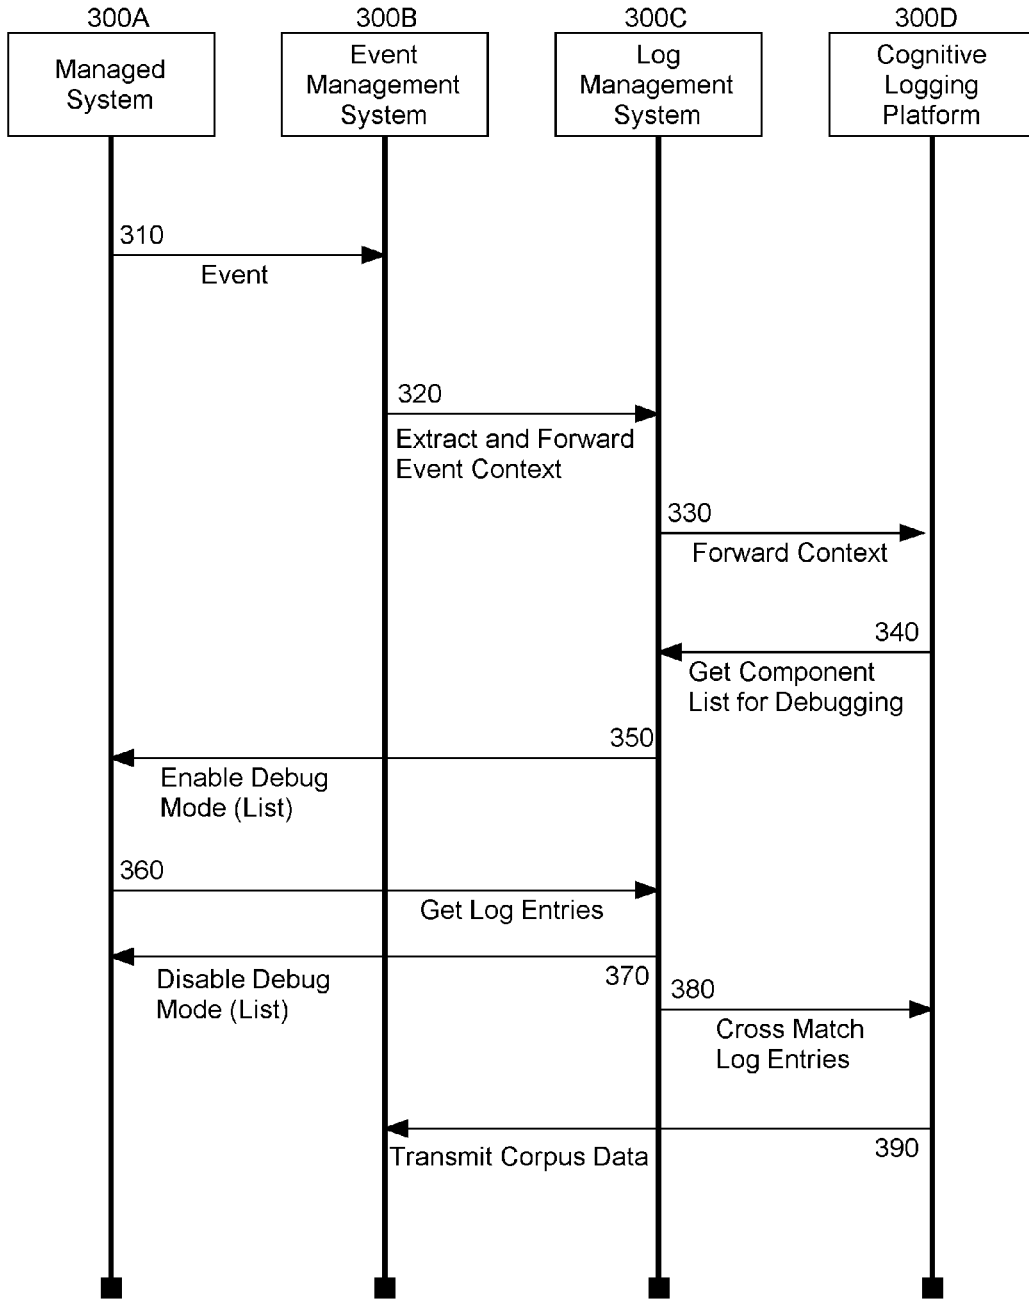 300A
300B
300C
300D
Managed
System
Event
Management
System
Log
Management
System
Cognitive
Logging
Platform
310
Event
320
Extract and Forward
Event Context
330
Forward Context
340
Get Component
List for Debugging
350
Enable Debug
Mode (List)
360
Get Log Entries
370
Disable Debug
Mode (List)
380
Cross Match
Log Entries
390
Transmit Corpus Data